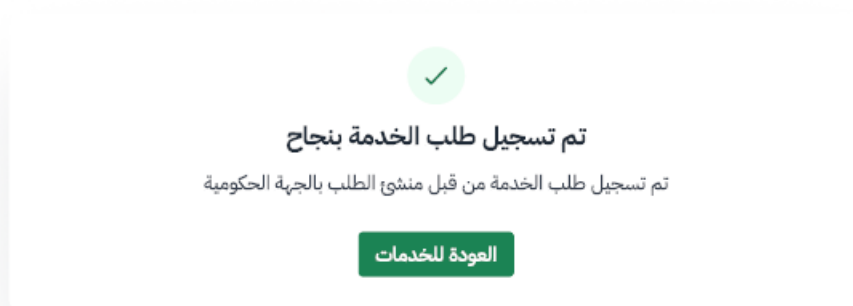 تم تسجيل طلب الخدمة بنجاح
تم تسجيل طلب الخدمة من قبل منشئ الطلب بالجهة الحكومية
العودة للخدمات